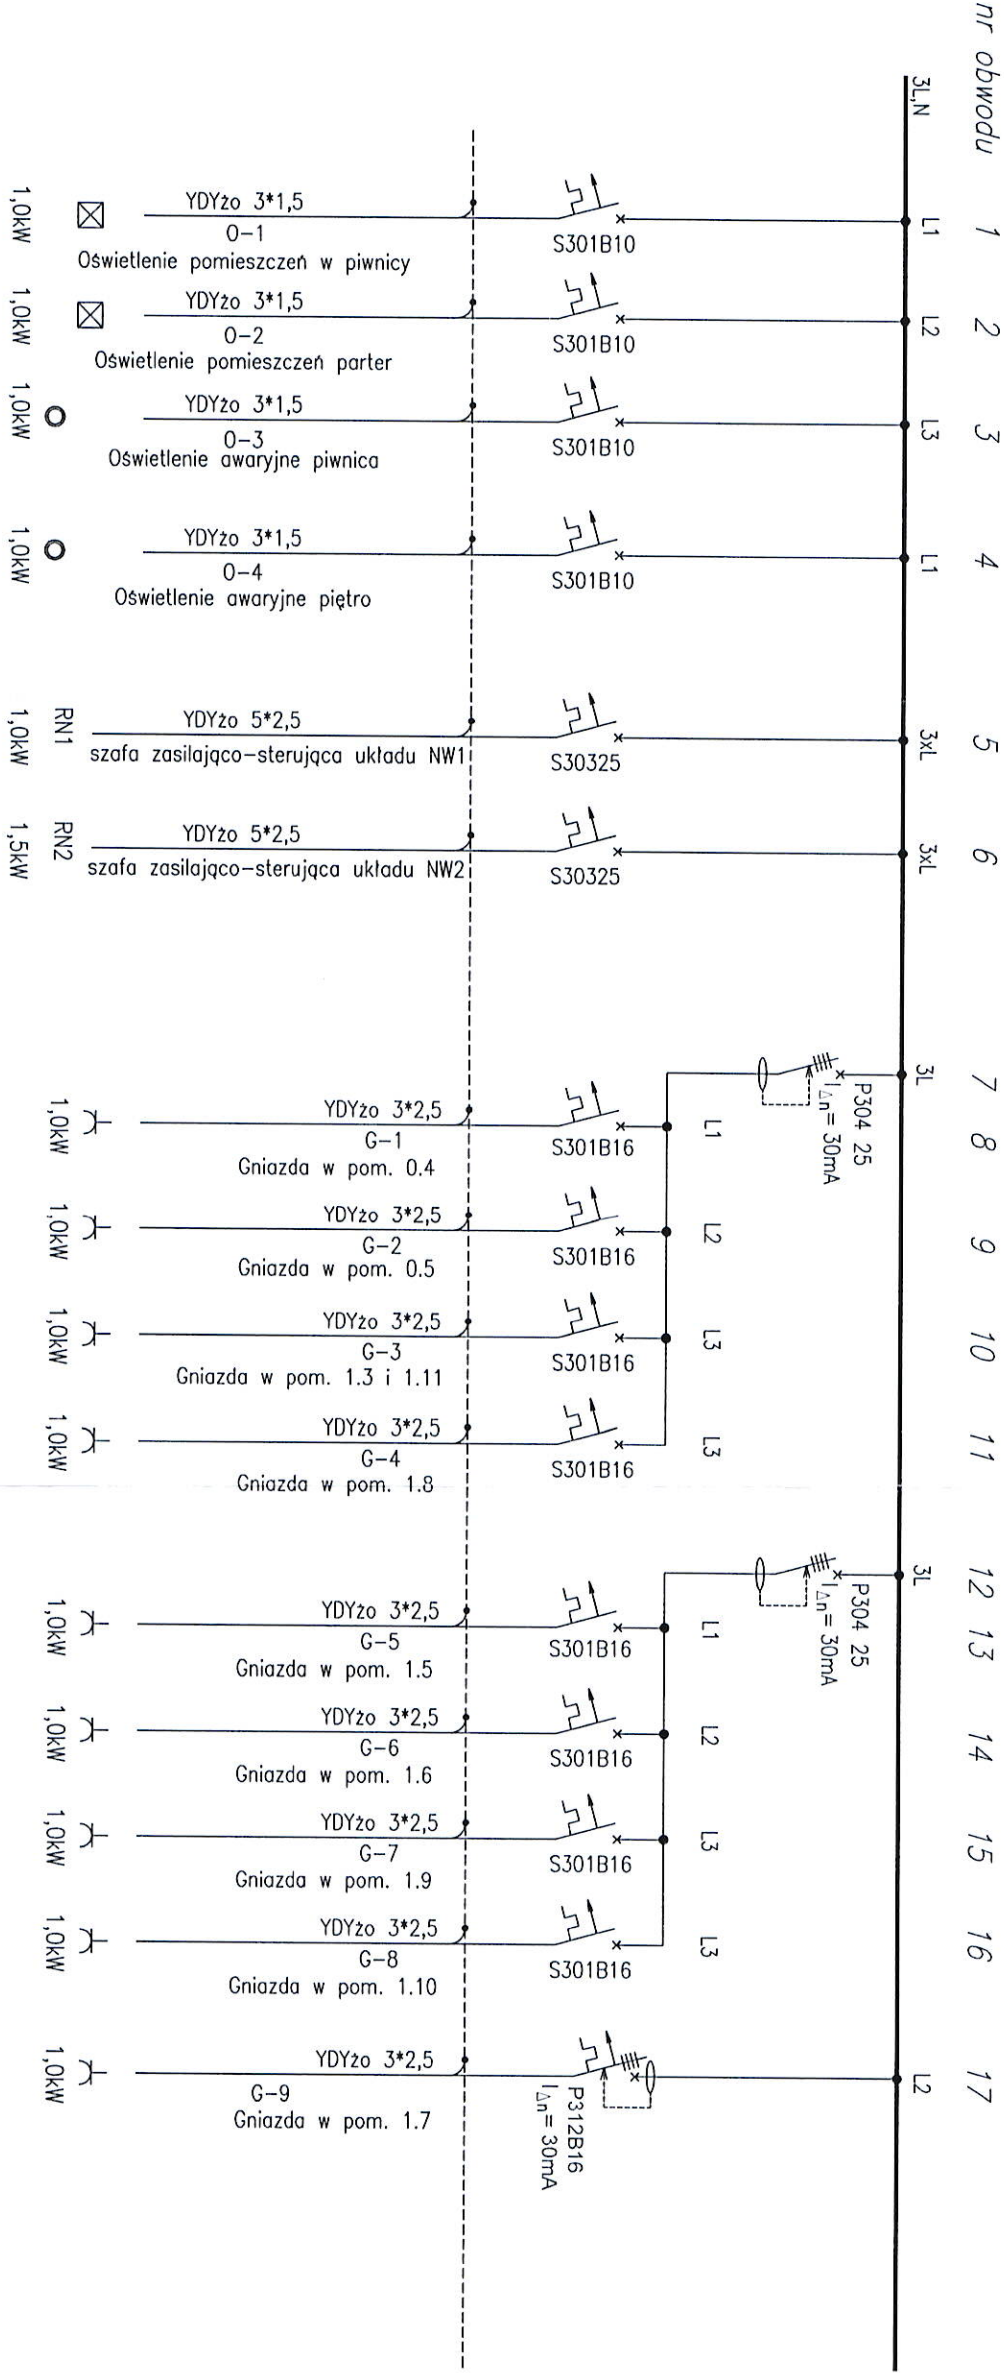 nr obwodu
3L,N
1
L1
S301B10
YDYżo 3*1,5
O-1
Oświetlenie pomieszczeń w piwnicy
1,0kW
2
L2
S301B10
YDYżo 3*1,5
O-2
Oświetlenie pomieszczeń parter
1,0kW
3
L3
S301B10
YDYżo 3*1,5
O-3
Oświetlenie awaryjne piwnica
1,0kW
4
L1
S301B10
YDYżo 3*1,5
O-4
Oświetlenie awaryjne piętro
1,0kW
5
3xL
S30325
YDYżo 5*2,5
szafa zasilająco-sterująca układu NW1
RN1
1,0kW
6
3xL
S30325
YDYżo 5*2,5
szafa zasilająco-sterująca układu NW2
RN2
1,5kW
7
3L
P304 25
I∆n= 30mA
8
L1
S301B16
YDYżo 3*2,5
G-1
Gniazda w pom. 0.4
1,0kW
9
L2
S301B16
YDYżo 3*2,5
G-2
Gniazda w pom. 0.5
1,0kW
10
L3
S301B16
YDYżo 3*2,5
G-3
Gniazda w pom. 1.3 i 1.11
1,0kW
11
L3
S301B16
YDYżo 3*2,5
G-4
Gniazda w pom. 1.8
1,0kW
12
3L
P304 25
I∆n= 30mA
13
L1
S301B16
YDYżo 3*2,5
G-5
Gniazda w pom. 1.5
1,0kW
14
L2
S301B16
YDYżo 3*2,5
G-6
Gniazda w pom. 1.6
1,0kW
15
L3
S301B16
YDYżo 3*2,5
G-7
Gniazda w pom. 1.9
1,0kW
16
L3
S301B16
YDYżo 3*2,5
G-8
Gniazda w pom. 1.10
1,0kW
17
L2
P312B16
I∆n= 30mA
YDYżo 3*2,5
G-9
Gniazda w pom. 1.7
1,0kW